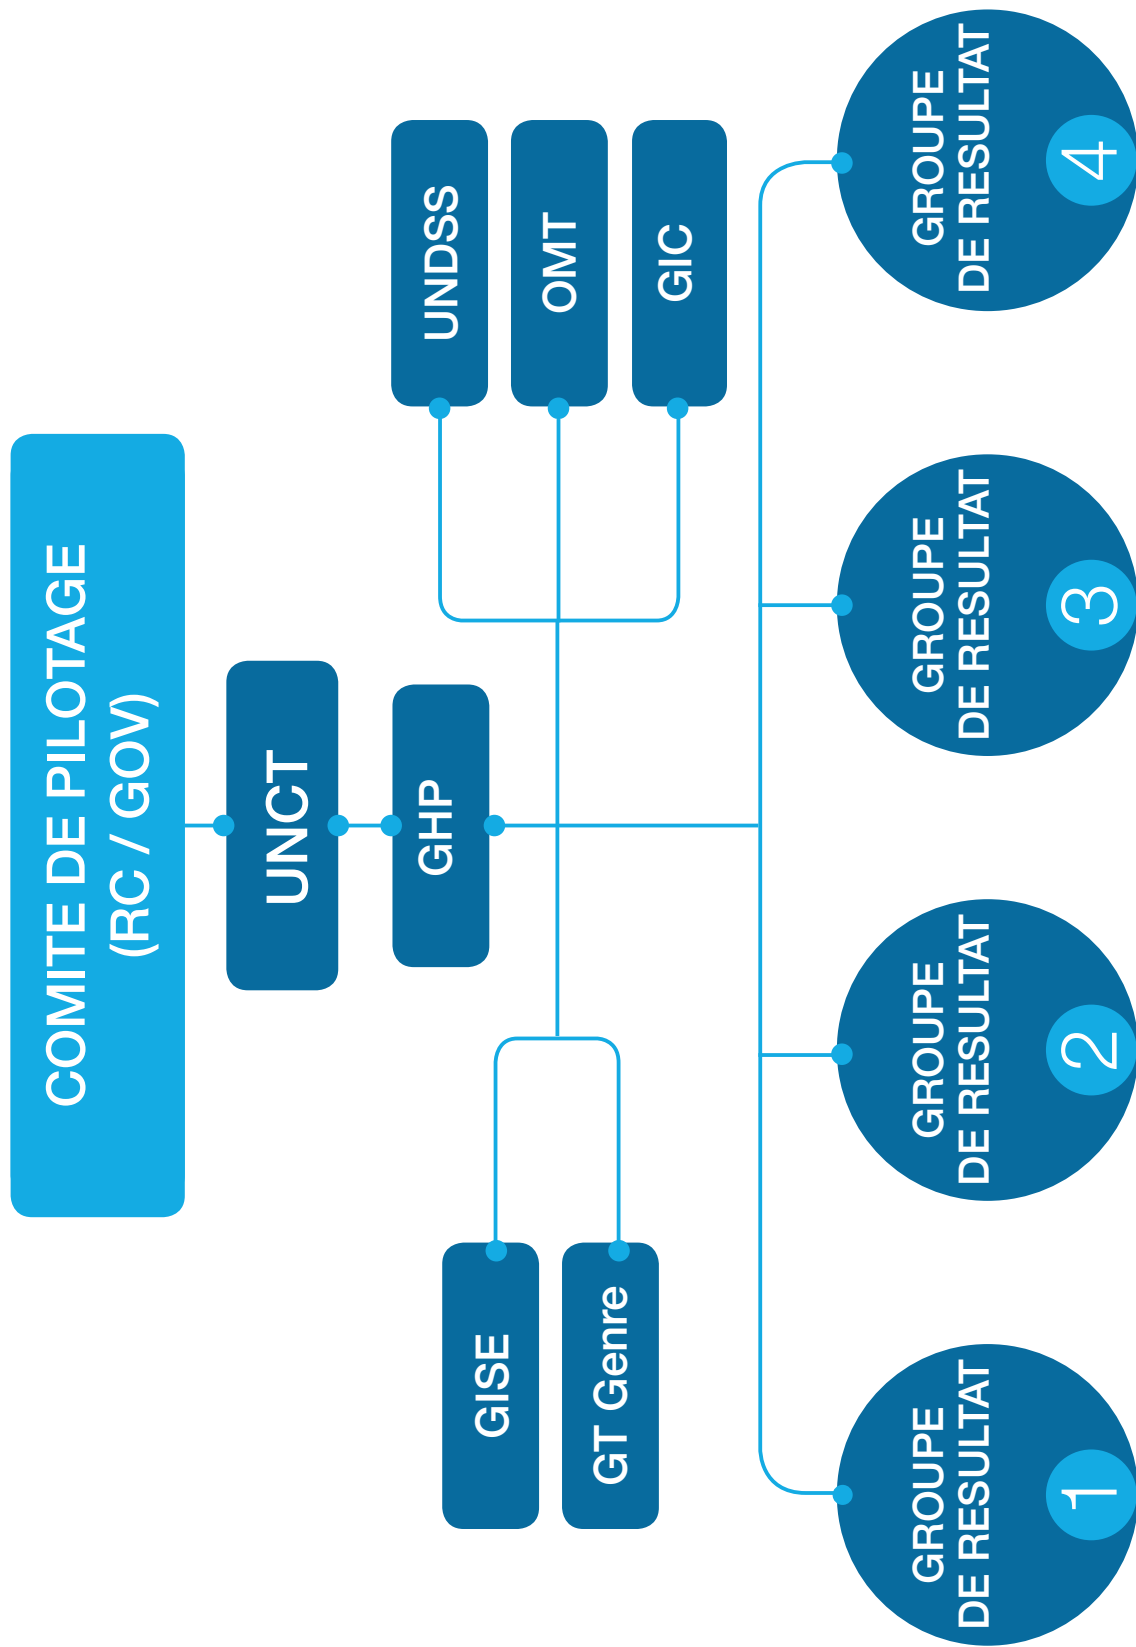 COMITE DE PILOTAGE
(RC / GOV)
UNCT
GHP
GISE
GT Genre
UNDSS
OMT
GIC
GROUPE
DE RESULTAT
1
GROUPE
DE RESULTAT
2
GROUPE
DE RESULTAT
3
GROUPE
DE RESULTAT
4